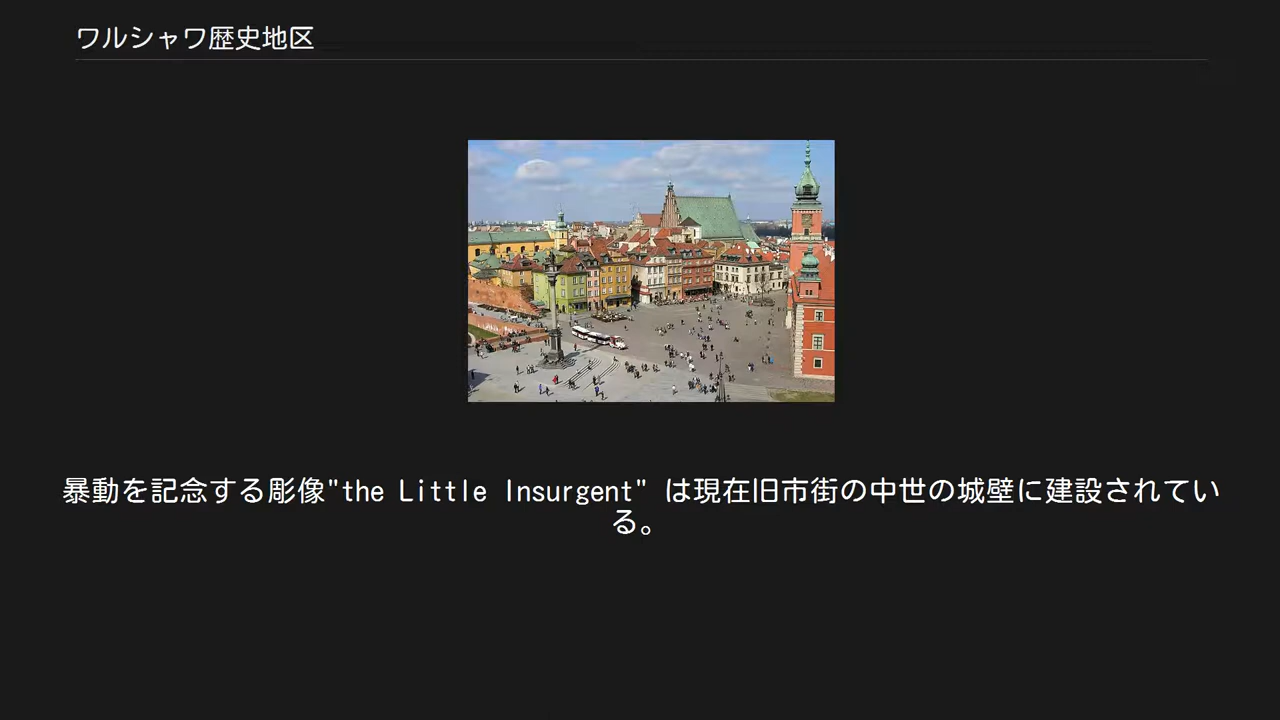 ワルシャワ歴史地区
暴動を記念する彫像"the Little Insurgent" は現在旧市街の中世の城壁に建設されてい
る。